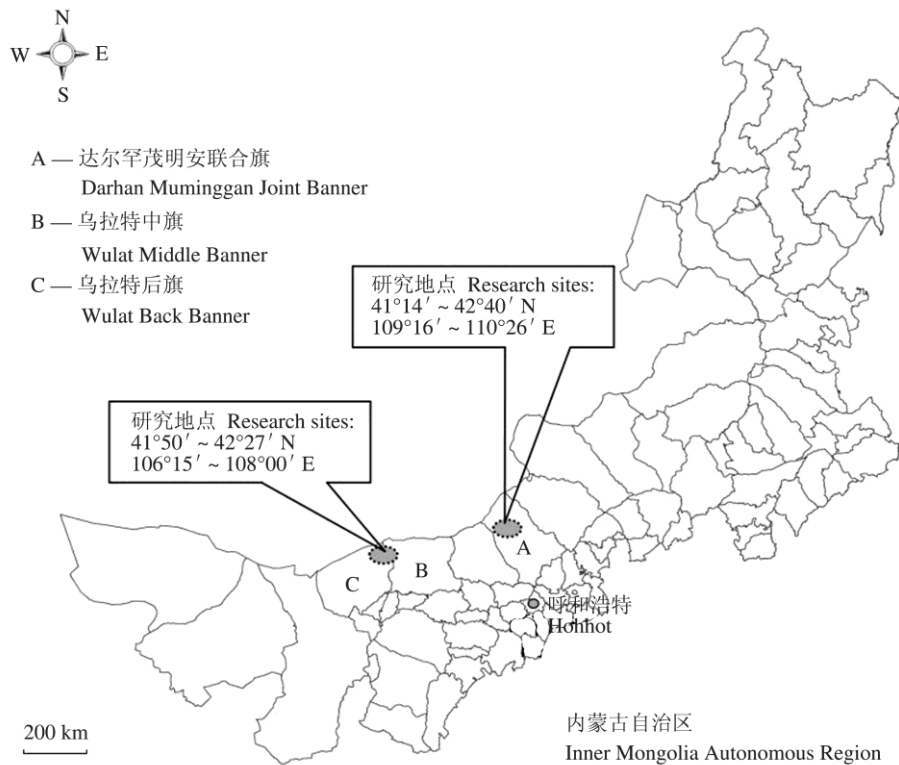 N
W E
S
A — 达尔罕茂明安联合旗
Darhan Muminggan Joint Banner
B — 乌拉特中旗
Wulat Middle Banner
C — 乌拉特后旗
Wulat Back Banner
研究地点 Research sites:
41°14′ ~ 42°40′ N
109°16′ ~ 110°26′ E
研究地点 Research sites:
41°50′ ~ 42°27′ N
106°15′ ~ 108°00′ E
A
B
C
呼和浩特
Hohhot
200 km
内蒙古自治区
Inner Mongolia Autonomous Region